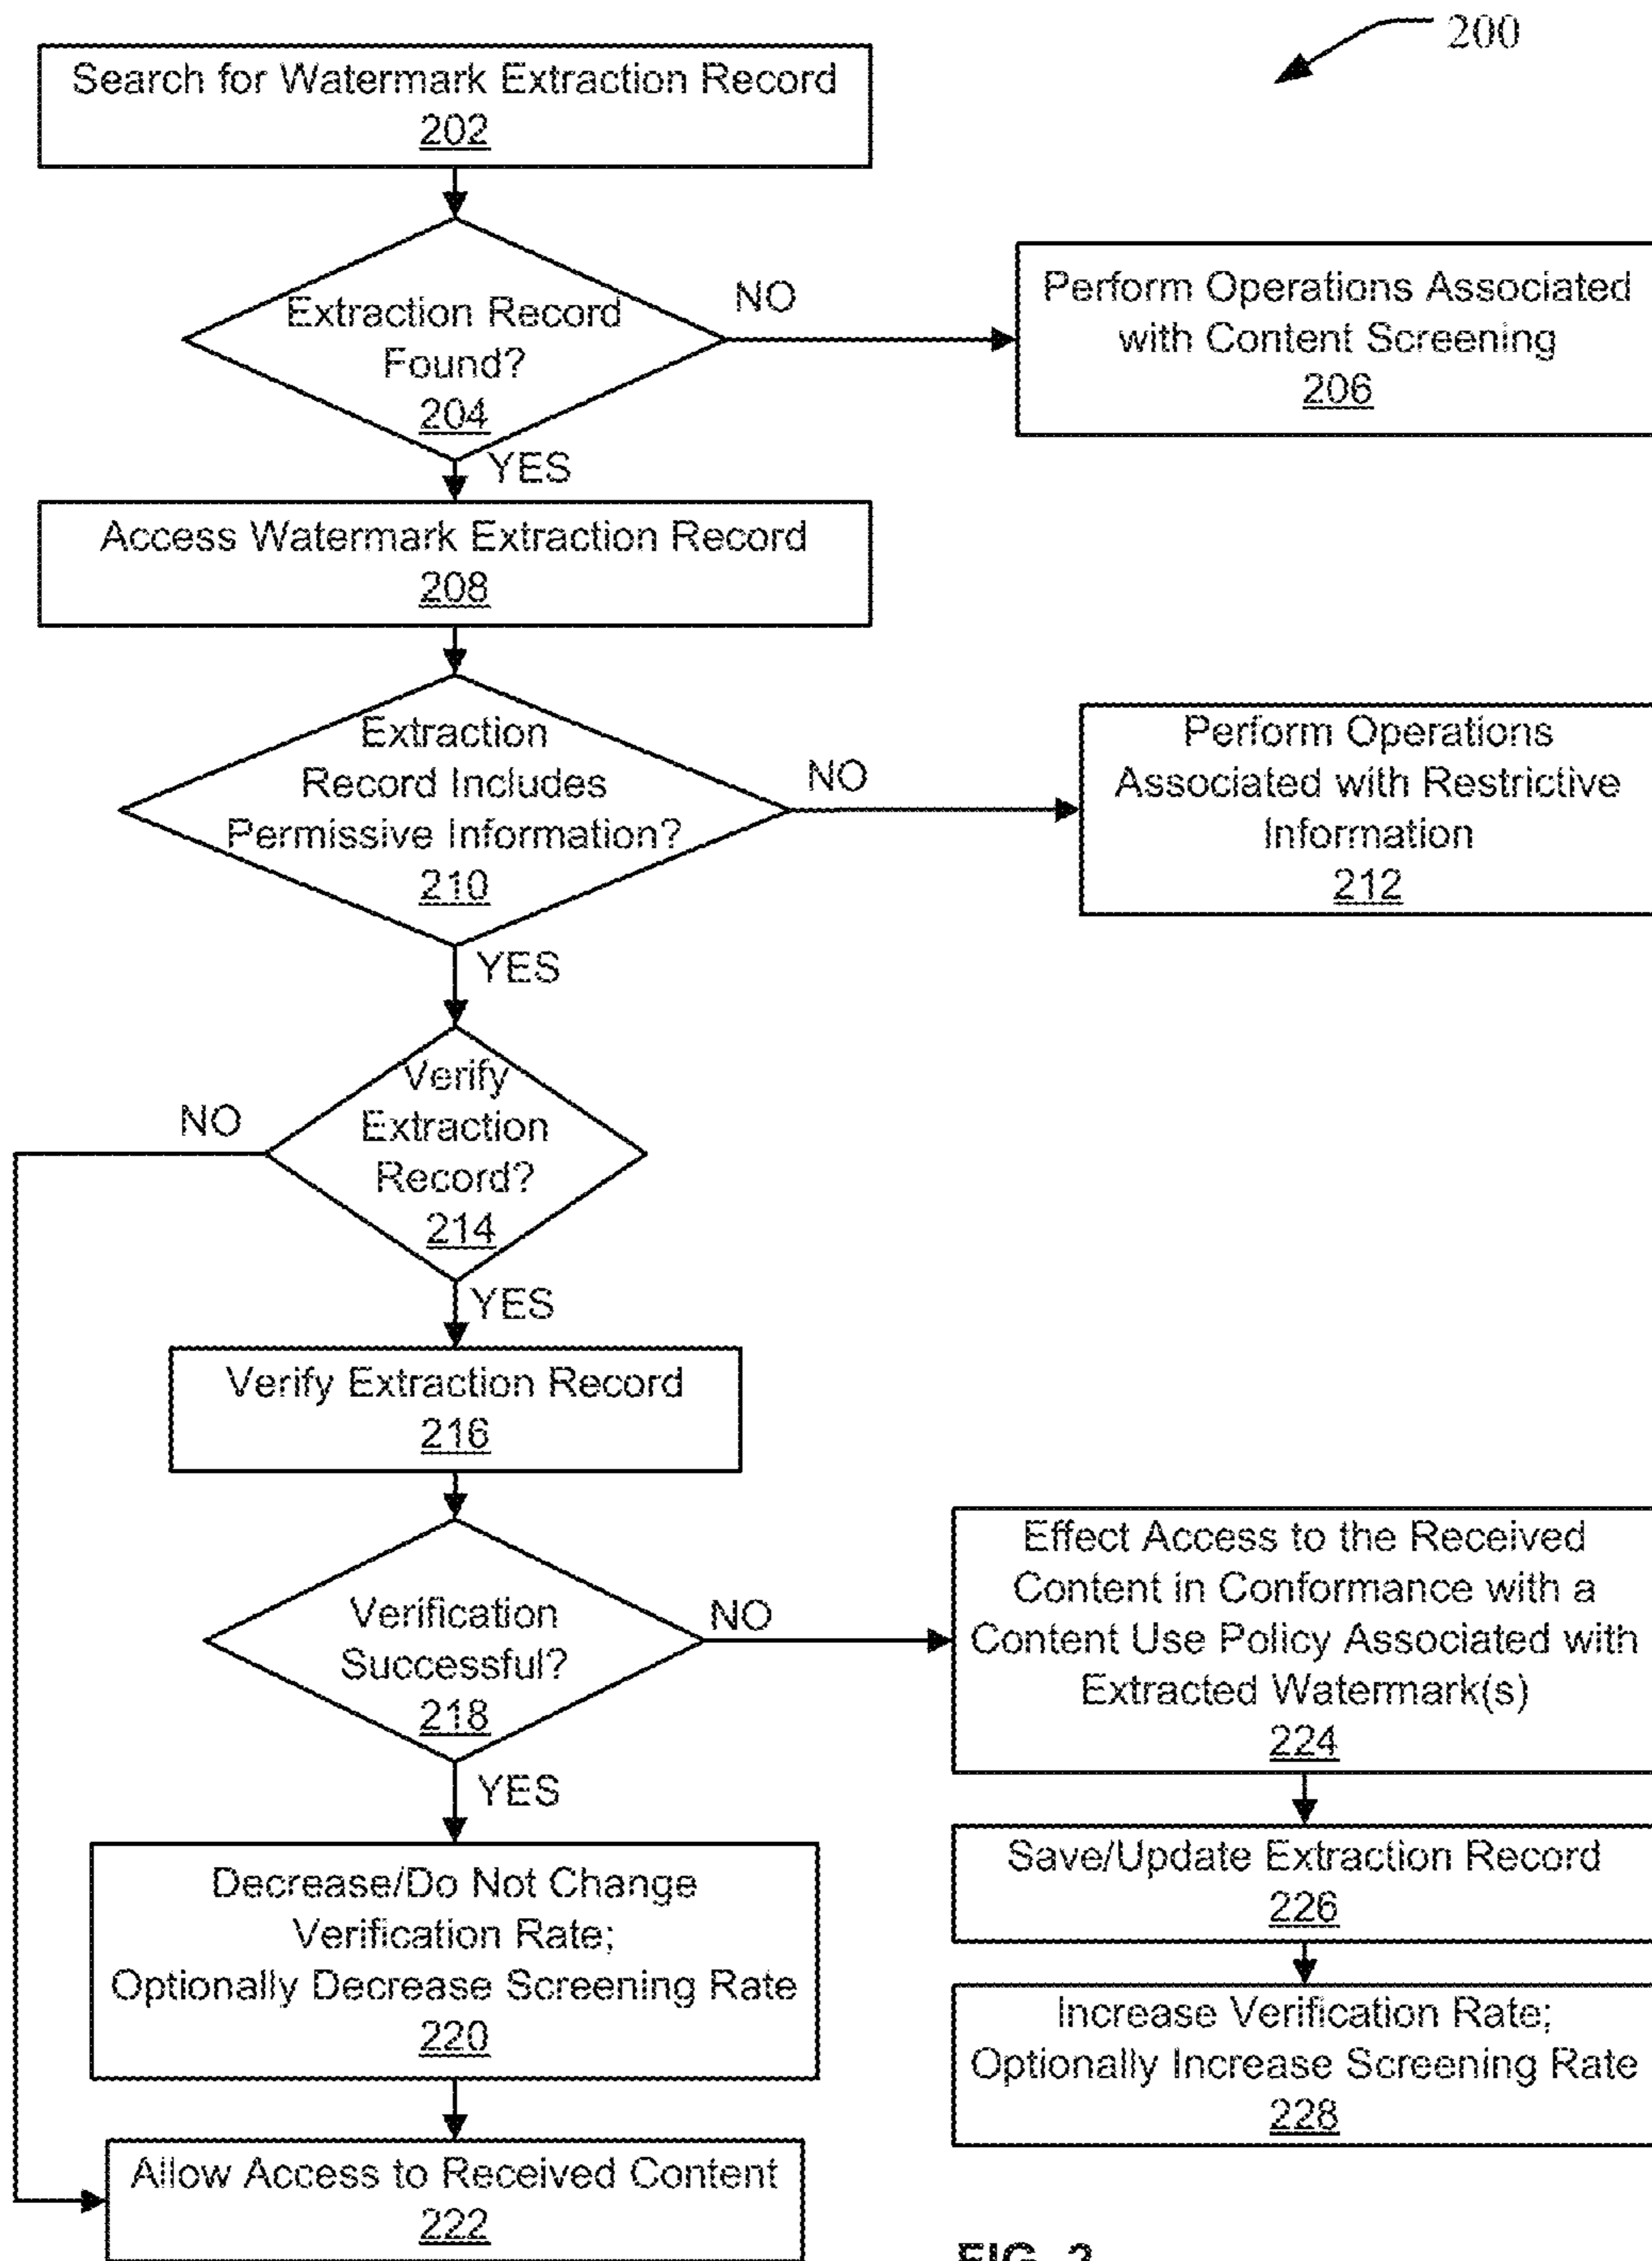 200
Search for Watermark Extraction Record
202
Extraction Record
Found?
204
NO
Perform Operations Associated
with Content Screening
206
YES
Access Watermark Extraction Record
208
Extraction
Record Includes
Permissive Information?
210
NO
Perform Operations
Associated with Restrictive
Information
212
YES
Verify
Extraction
Record?
214
NO
YES
Verify Extraction Record
216
Verification
Successful?
218
NO
Effect Access to the Received
Content in Conformance with a
Content Use Policy Associated with
Extracted Watermark(s)
224
YES
Save/Update Extraction Record
226
Decrease/Do Not Change
Verification Rate;
Optionally Decrease Screening Rate
220
Increase Verification Rate;
Optionally Increase Screening Rate
228
Allow Access to Received Content
222
FIG. 2